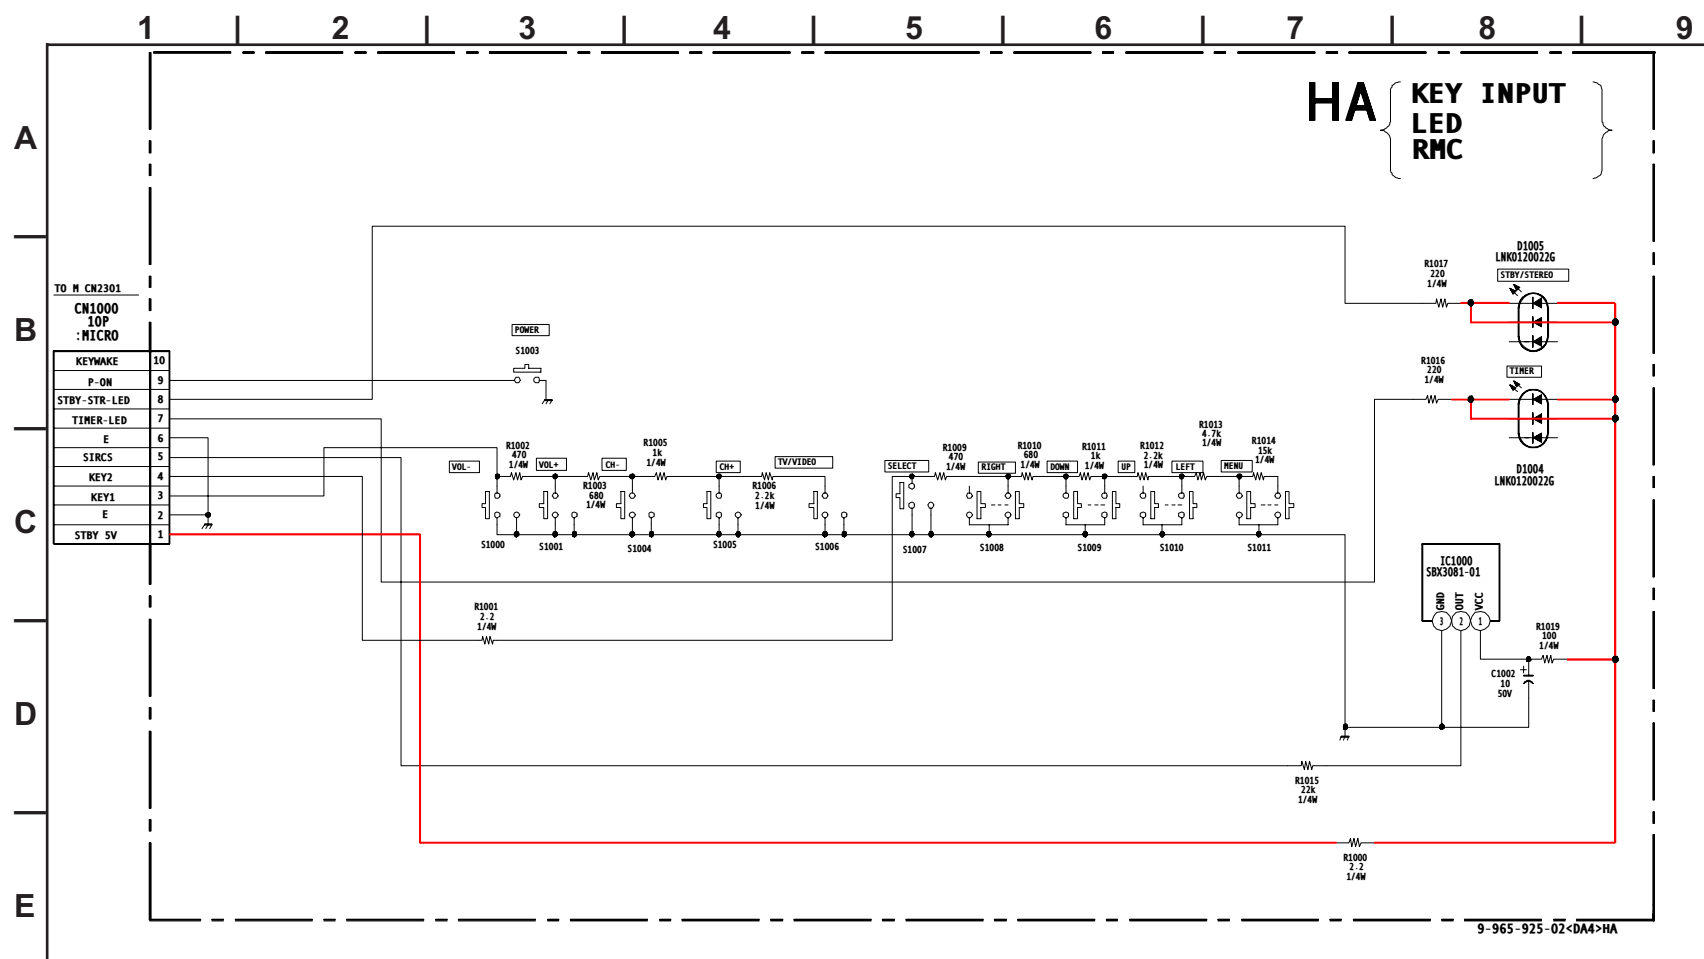 1 2 3 4 5 6 7 8 9
A
B
C
D
E
HA
KEY INPUT
LED
RMC
TO M CN2301
CN1000
10P
:MICRO
KEYWAKE 10
P-ON 9
STBY-STR-LED 8
TIMER-LED 7
E 6
SIRCS 5
KEY2 4
KEY1 3
E 2
STBY 5V 1
POWER
S1003
D1005
LNK0120022G
STBY/STEREO
R1017
220
1/4W
R1016
220
1/4W
TIMER
D1004
LNK0120022G
VOL-
R1002
470
1/4W
VOL+
R1003
680
1/4W
CH-
R1005
1k
1/4W
CH+
R1006
2.2k
1/4W
TV/VIDEO
SELECT
R1009
470
1/4W
RIGHT
R1010
680
1/4W
DOWN
R1011
1k
1/4W
UP
R1012
2.2k
1/4W
LEFT
R1013
4.7k
1/4W
MENU
R1014
15k
1/4W
S1000
S1001
S1004
S1005
S1006
S1007
S1008
S1009
S1010
S1011
R1001
2.2
1/4W
IC1000
SBX3081-01
GND OUT VCC
3 2 1
R1019
100
1/4W
C1002
10
50V
+
R1015
22k
1/4W
R1000
2.2
1/4W
9-965-925-02<DA4>HA